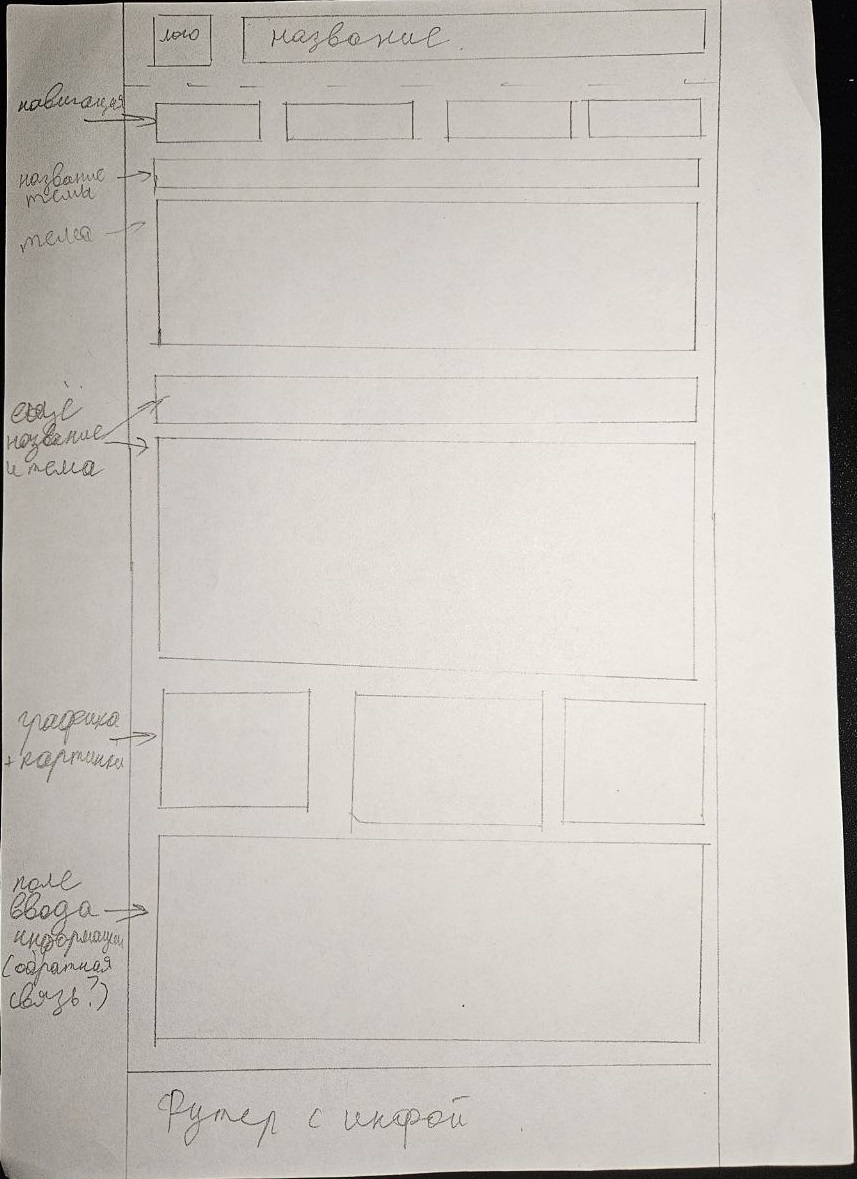 лого
название
навигация
название
темы
тема
ещё
название
и тема
графика
+ картинки
поле
ввода
информации
(обратная
связь?)
Футер с инфой